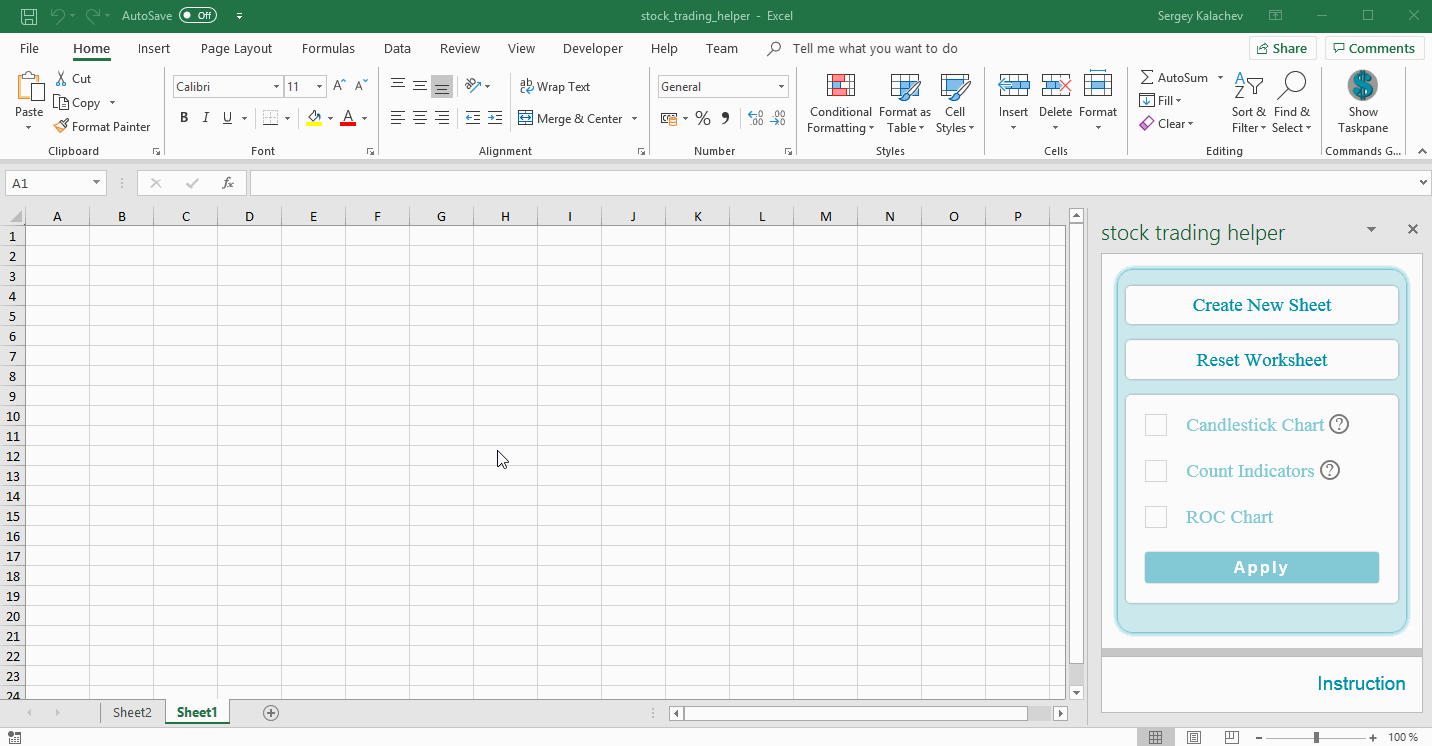 AutoSave Off stock_trading_helper - Excel Sergey Kalachev
File Home Insert Page Layout Formulas Data Review View Developer Help Team Tell me what you want to do Share Comments
Paste Cut Copy Format Painter
Calibri 11
B I U A
ab Wrap Text
Merge & Center
General
%
Conditional Formatting
Format as Table
Cell Styles
Insert Delete Format
AutoSum
Fill
Clear
Sort & Filter
Find & Select
Show Taskpane
Clipboard Font Alignment Number Styles Cells Editing Commands G...
A1 fx
A B C D E F G H I J K L M N O P
1
2
3
4
5
6
7
8
9
10
11
12
13
14
15
16
17
18
19
20
21
22
23
24
stock trading helper
Create New Sheet
Reset Worksheet
Candlestick Chart ?
Count Indicators ?
ROC Chart
Apply
Instruction
Sheet2 Sheet1
100 %